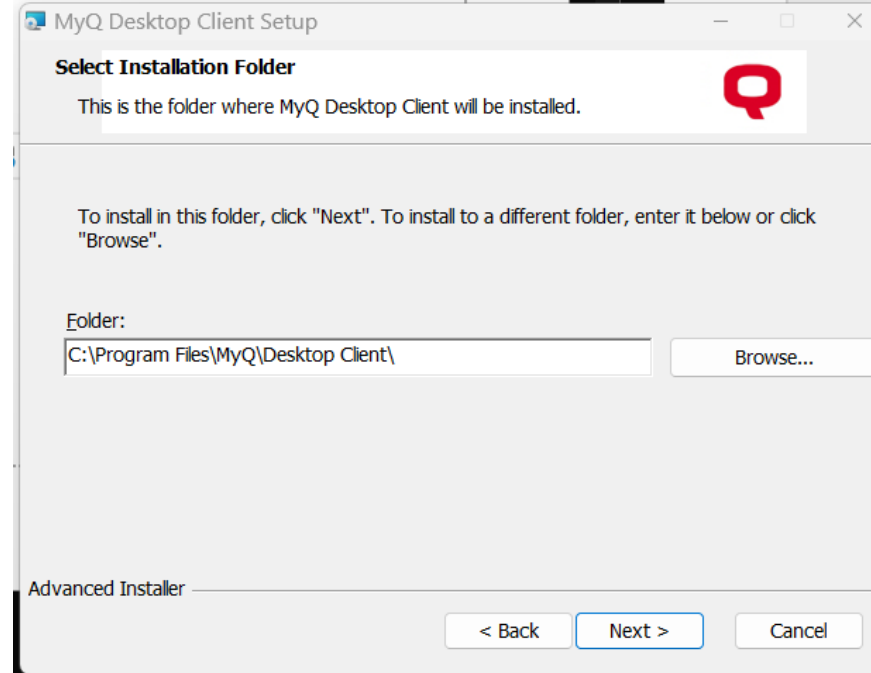 MyQ Desktop Client Setup
Select Installation Folder
This is the folder where MyQ Desktop Client will be installed.
To install in this folder, click "Next". To install to a different folder, enter it below or click
"Browse".
Folder:
C:\Program Files\MyQ\Desktop Client\
Browse...
Advanced Installer
< Back
Next >
Cancel